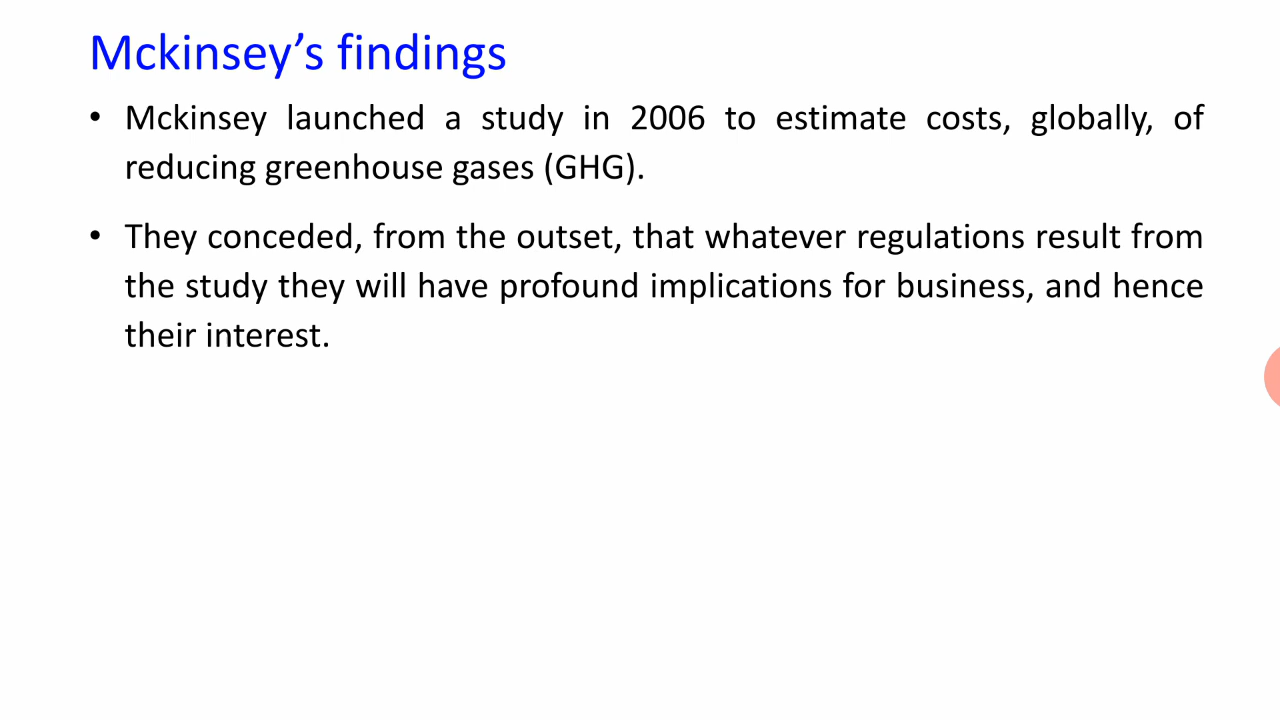 Mckinsey’s findings
• Mckinsey launched a study in 2006 to estimate costs, globally, of
reducing greenhouse gases (GHG).
• They conceded, from the outset, that whatever regulations result from
the study they will have profound implications for business, and hence
their interest.